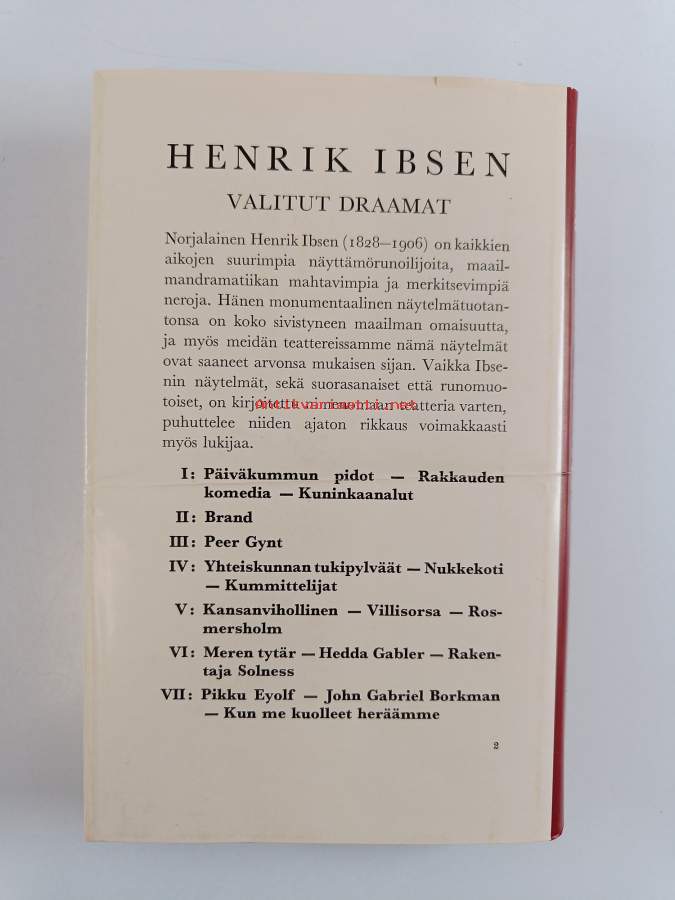 HENRIK IBSEN
VALITUT DRAAMAT
Norjalainen Henrik Ibsen (1828–1906) on kaikkien
aikojen suurimpia näyttämörunoilijoita, maail-
mandramatiikan mahtavimpia ja merkitsevimpiä
neroja. Hänen monumentaalinen näytelmätuotan-
tonsa on koko sivistyneen maailman omaisuutta,
ja myös meidän teattereissamme nämä näytelmät
ovat saaneet arvonsa mukaisen sijan. Vaikka Ibse-
nin näytelmät, sekä suorasanaiset että runomuo-
toiset, on kirjoitettu nimenomaan teatteria varten,
puhuttelee niiden ajaton rikkaus voimakkaasti
myös lukijaa.
I: Päiväkummun pidot — Rakkauden
komedia — Kuninkaanalut
II: Brand
III: Peer Gynt
IV: Yhteiskunnan tukipylväät — Nukkekoti
— Kummittelijat
V: Kansanvihollinen — Villisorsa — Ros-
mersholm
VI: Meren tytär — Hedda Gabler — Raken-
taja Solness
VII: Pikku Eyolf — John Gabriel Borkman
— Kun me kuolleet heräämme
2